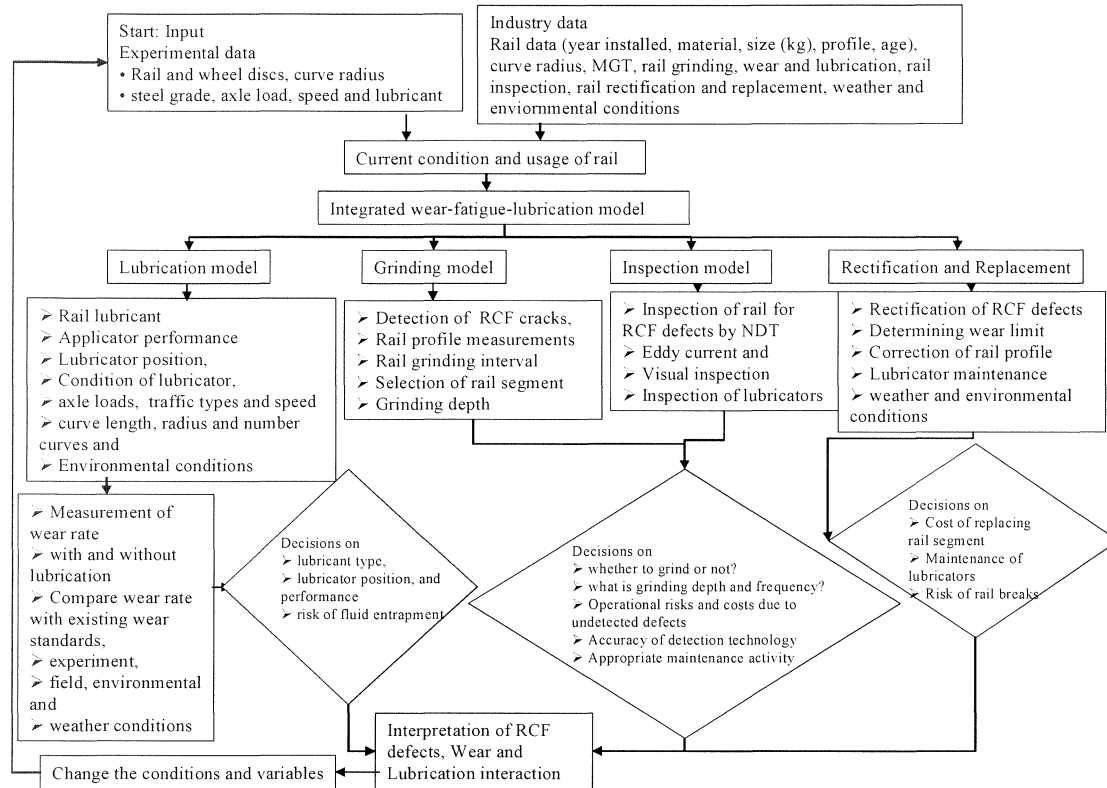 Start: Input
Experimental data
• Rail and wheel discs, curve radius
• steel grade, axle load, speed and lubricant
Industry data
Rail data (year installed, material, size (kg), profile, age),
curve radius, MGT, rail grinding, wear and lubrication, rail
inspection, rail rectification and replacement, weather and
enviornmental conditions
Current condition and usage of rail
Integrated wear-fatigue-lubrication model
Lubrication model
Grinding model
Inspection model
Rectification and Replacement
➢ Rail lubricant
➢ Applicator performance
➢ Lubricator position,
➢ Condition of lubricator,
➢ axle loads, traffic types and speed
➢ curve length, radius and number
curves and
➢ Environmental conditions
➢ Detection of RCF cracks,
➢ Rail profile measurements
➢ Rail grinding interval
➢ Selection of rail segment
➢ Grinding depth
➢ Inspection of rail for
RCF defects by NDT
➢ Eddy current and
➢ Visual inspection
➢ Inspection of lubricators
➢ Rectification of RCF defects
➢ Determining wear limit
➢ Correction of rail profile
➢ Lubricator maintenance
➢ weather and environmental
conditions
➢ Measurement of
wear rate
➢ with and without
lubrication
➢ Compare wear rate
with existing wear
standards,
➢ experiment,
➢ field, environmental
and
➢ weather conditions
Decisions on
➢ lubricant type,
➢ lubricator position, and
performance
➢ risk of fluid entrapment
Decisions on
➢ whether to grind or not?
➢ what is grinding depth and frequency?
➢ Operational risks and costs due to
undetected defects
➢ Accuracy of detection technology
➢ Appropriate maintenance activity
Decisions on
➢ Cost of replacing
rail segment
➢ Maintenance of
lubricators
➢ Risk of rail breaks
Interpretation of RCF
defects, Wear and
Lubrication interaction
Change the conditions and variables